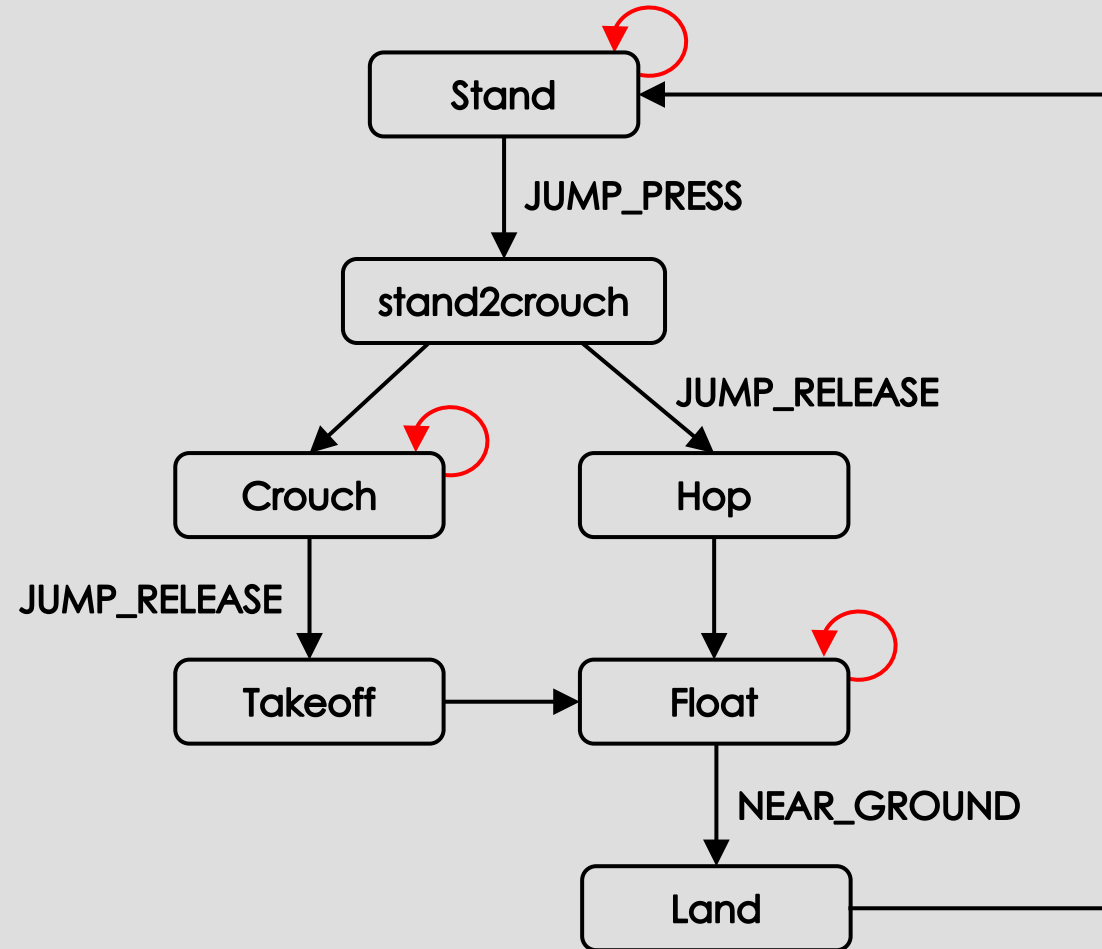 Stand
JUMP_PRESS
stand2crouch
JUMP_RELEASE
Crouch
Hop
JUMP_RELEASE
Takeoff
Float
NEAR_GROUND
Land